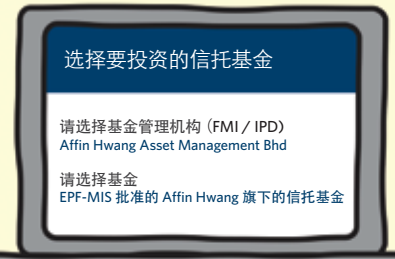 选择要投资的信托基金
请选择基金管理机构（FMI / IPD）
Affin Hwang Asset Management Bhd
请选择基金
EPF-MIS 批准的 Affin Hwang 旗下的信托基金